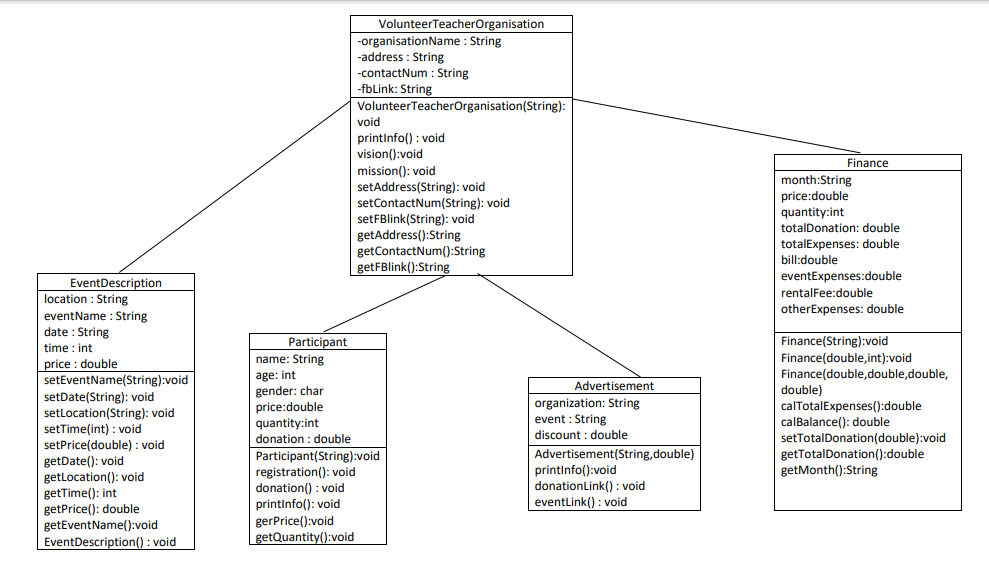 VolunteerTeacherOrganisation
-organisationName : String
-address : String
-contactNum : String
-fbLink: String
VolunteerTeacherOrganisation(String):
void
printInfo() : void
vision():void
mission(): void
setAddress(String): void
setContactNum(String): void
setFBlink(String): void
getAddress():String
getContactNum():String
getFBlink():String
Finance
month:String
price:double
quantity:int
totalDonation: double
totalExpenses: double
bill:double
eventExpenses:double
rentalFee:double
otherExpenses: double
Finance(String):void
Finance(double,int):void
Finance(double,double,double,
double)
calTotalExpenses():double
calBalance(): double
setTotalDonation(double):void
getTotalDonation():double
getMonth():String
EventDescription
location : String
eventName : String
date : String
time : int
price : double
setEventName(String):void
setDate(String): void
setLocation(String): void
setTime(int) : void
setPrice(double) : void
getDate(): void
getLocation(): void
getTime(): int
getPrice(): double
getEventName():void
EventDescription() : void
Participant
name: String
age: int
gender: char
price:double
quantity:int
donation : double
Participant(String):void
registration(): void
donation() : void
printInfo(): void
gerPrice():void
getQuantity():void
Advertisement
organization: String
event : String
discount : double
Advertisement(String,double)
printInfo():void
donationLink() : void
eventLink() : void